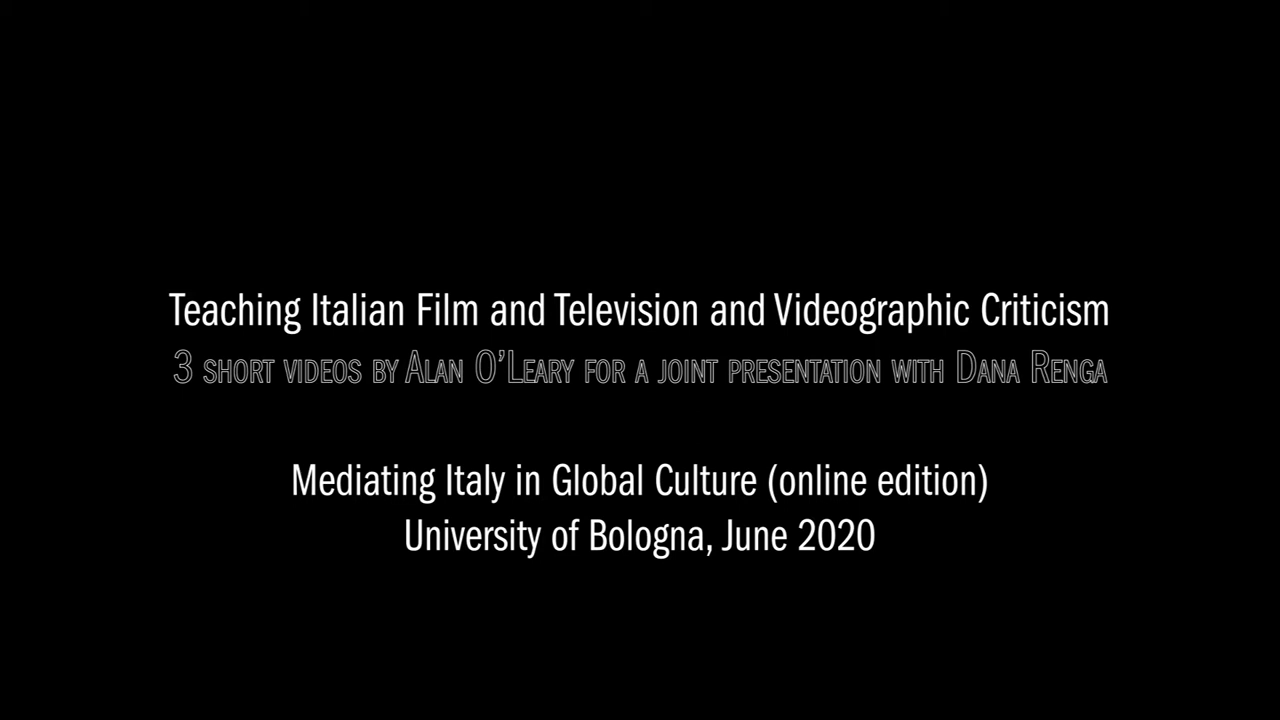 Teaching Italian Film and Television and Videographic Criticism
3 short videos by Alan O'Leary for a joint presentation with Dana Renga
Mediating Italy in Global Culture (online edition)
University of Bologna, June 2020